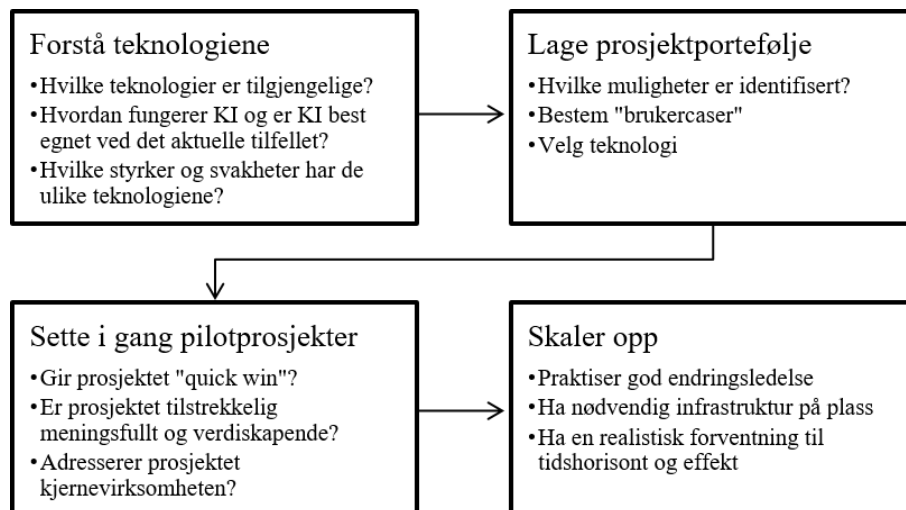 Forstå teknologiene
•Hvilke teknologier er tilgjengelige?
•Hvordan fungerer KI og er KI best
egnet ved det aktuelle tilfellet?
•Hvilke styrker og svakheter har de
ulike teknologiene?
Lage prosjektportefølje
•Hvilke muligheter er identifisert?
•Bestem "brukercaser"
•Velg teknologi
Sette i gang pilotprosjekter
•Gir prosjektet "quick win"?
•Er prosjektet tilstrekkelig
meningsfullt og verdiskapende?
•Adresserer prosjektet
kjernevirksomheten?
Skaler opp
•Praktiser god endringsledelse
•Ha nødvendig infrastruktur på plass
•Ha en realistisk forventning til
tidshorisont og effekt